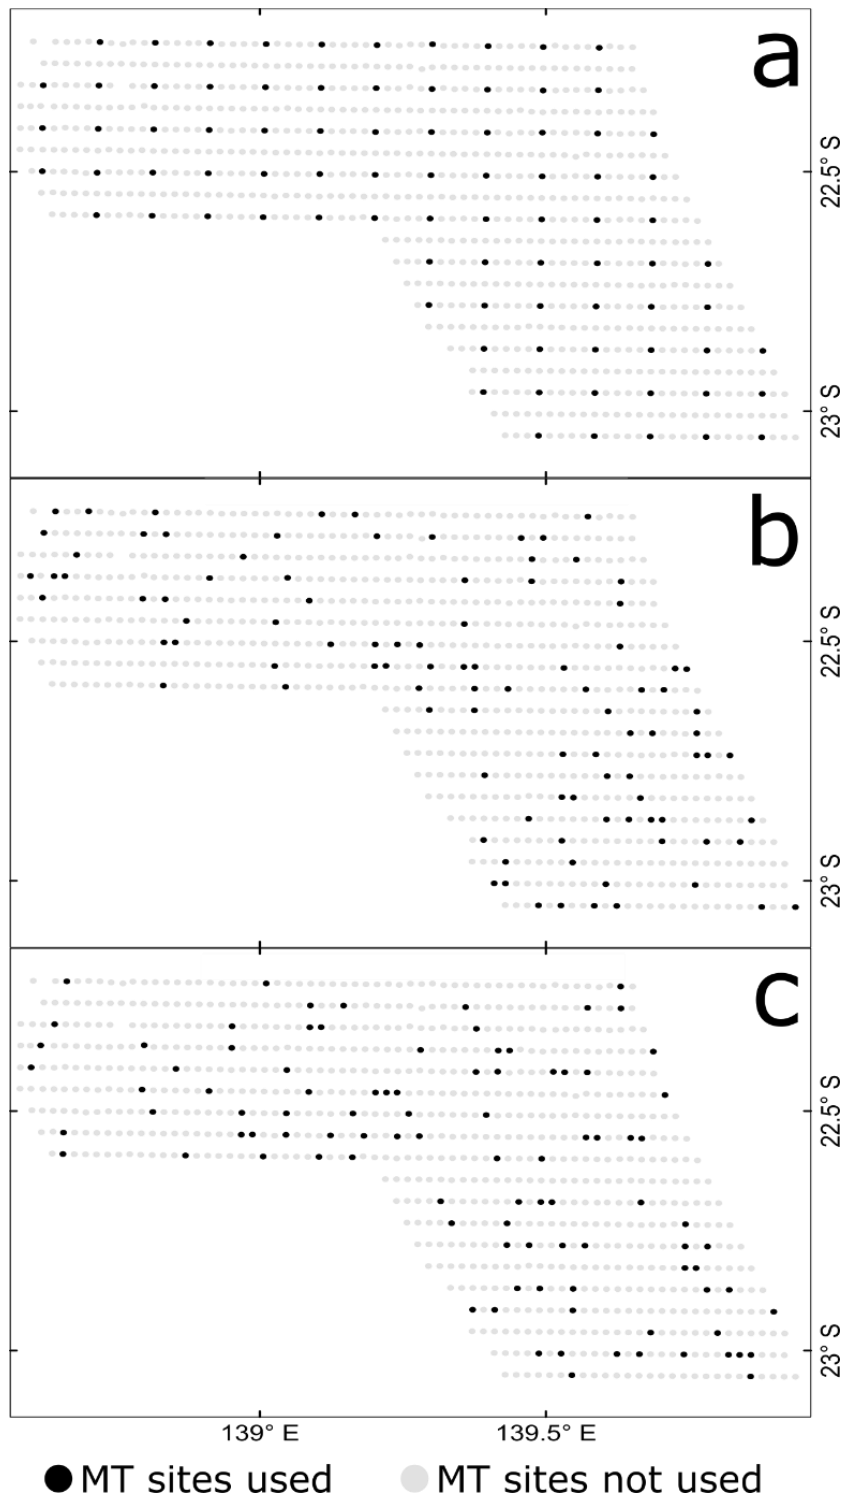 a
22.5° S
23° S
b
22.5° S
23° S
c
22.5° S
23° S
139° E 139.5° E
MT sites used MT sites not used